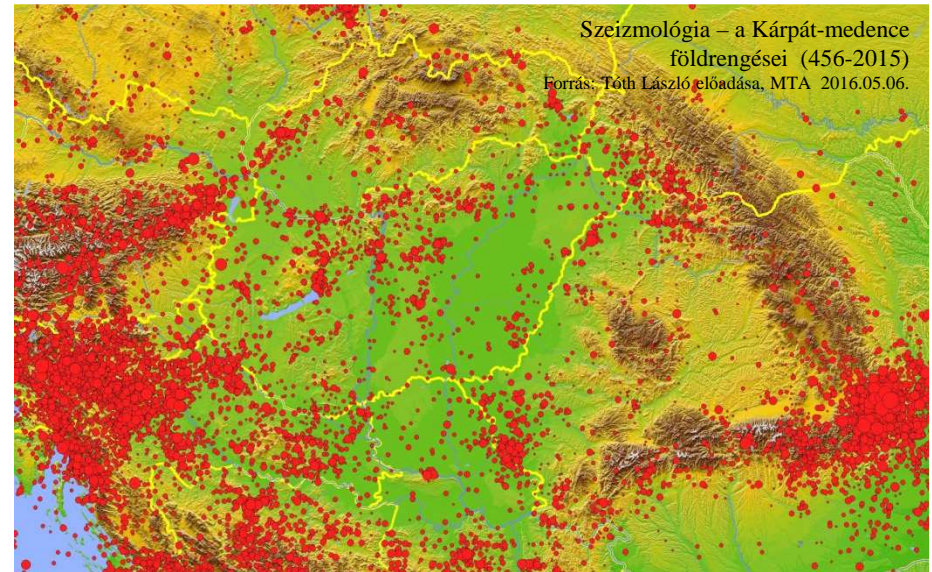 Szeizmológia – a Kárpát-medence
földrengései (456-2015)
Forrás: Tóth László előadása, MTA 2016.05.06.